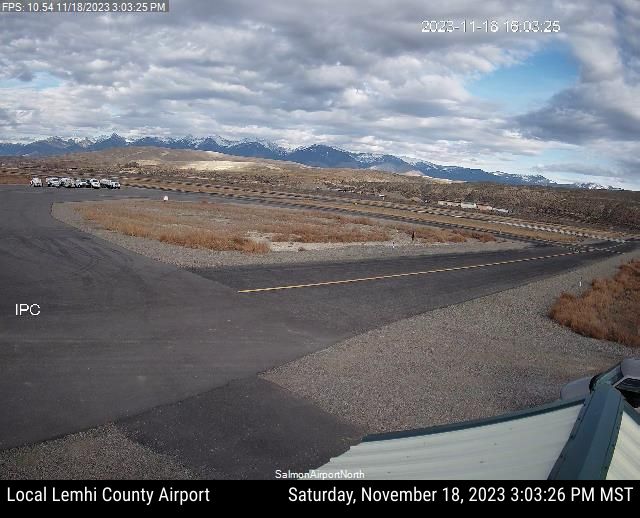 FPS: 10.54 11/18/2023 3:03:25 PM
2023-11-18 15:03:25
IPC
SalmonAirportNorth
Local Lemhi County Airport
Saturday, November 18, 2023 3:03:26 PM MST